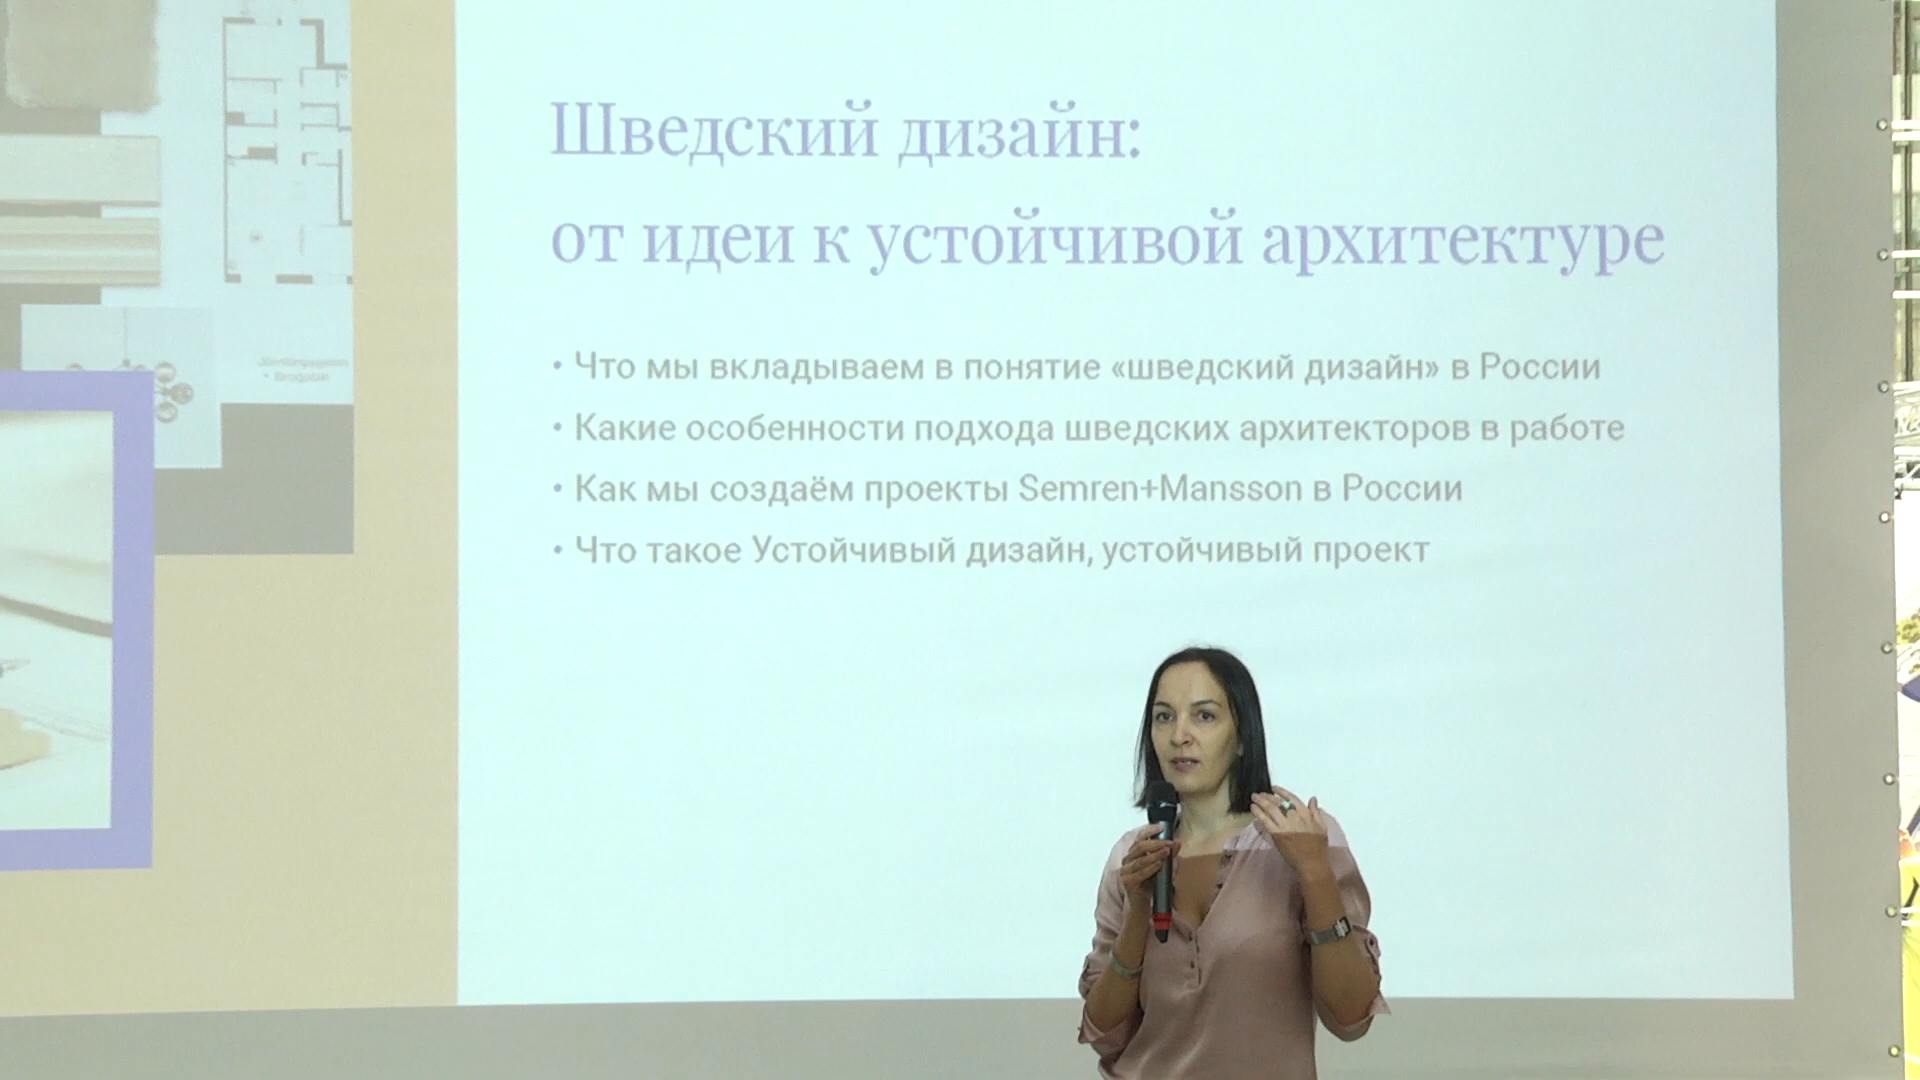 Шведский дизайн:
от идеи к устойчивой архитектуре
• Что мы вкладываем в понятие «шведский дизайн» в России
• Какие особенности подхода шведских архитекторов в работе
• Как мы создаём проекты Semren+Mansson в России
• Что такое Устойчивый дизайн, устойчивый проект